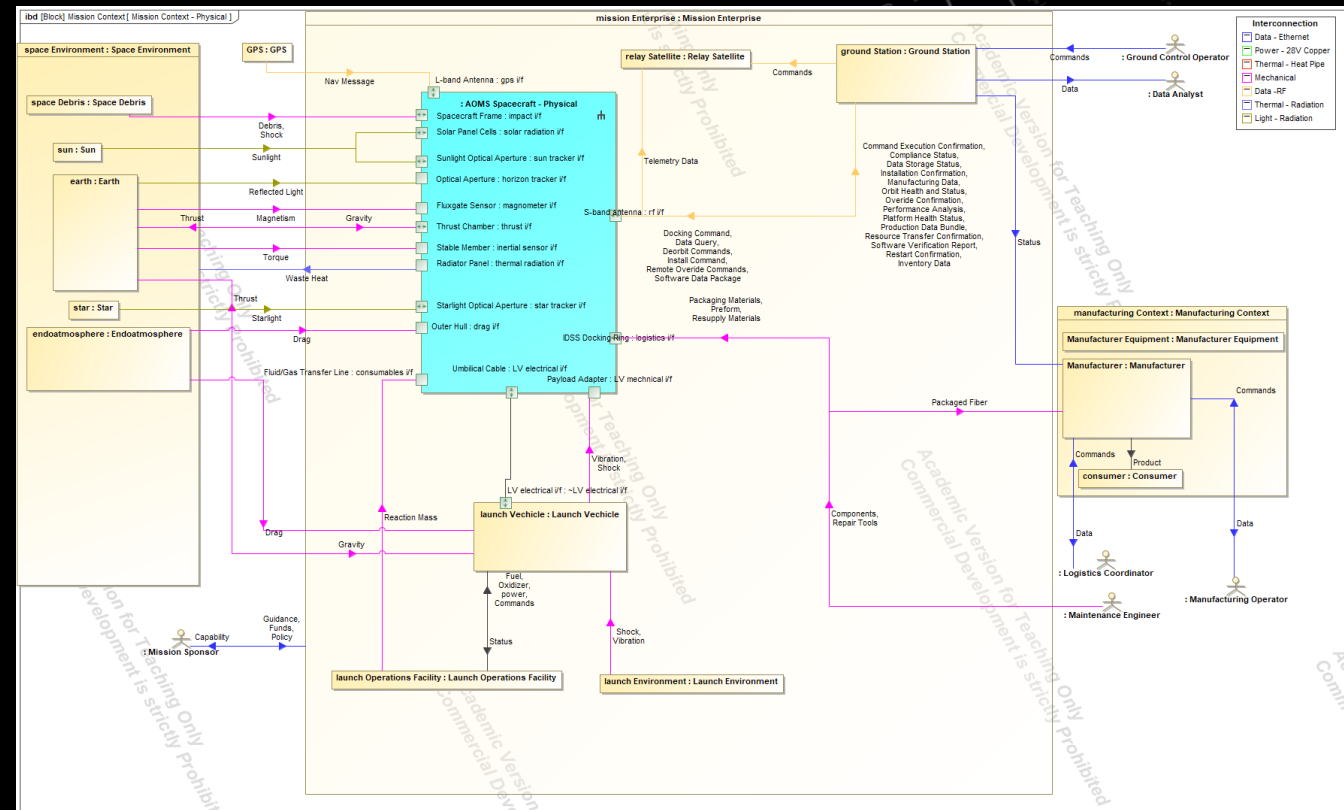 ibd [Block] Mission Context [ Mission Context - Physical ]
mission Enterprise : Mission Enterprise
Interconnection
Data - Ethernet
Power - 28V Copper
Thermal - Heat Pipe
Mechanical
Data -RF
Thermal - Radiation
Light - Radiation
space Environment : Space Environment
GPS : GPS
Nav Message
L-band Antenna : gps i/f
relay Satellite : Relay Satellite
Commands
ground Station : Ground Station
Commands
: Ground Control Operator
Data
: Data Analyst
space Debris : Space Debris
Debris,
Shock
sun : Sun
Sunlight
earth : Earth
Reflected Light
Magnetism
Thrust
Gravity
Torque
Waste Heat
Thrust
star : Star
Starlight
endoatmosphere : Endoatmosphere
Drag
: AOMS Spacecraft - Physical
Spacecraft Frame : impact i/f
Solar Panel Cells : solar radiation i/f
Sunlight Optical Aperture : sun tracker i/f
Optical Aperture : horizon tracker i/f
Fluxgate Sensor : magnometer i/f
Thrust Chamber : thrust i/f
Stable Member : inertial sensor i/f
Radiator Panel : thermal radiation i/f
Starlight Optical Aperture : star tracker i/f
Outer Hull : drag i/f
S-band antenna : rf i/f
IDSS Docking Ring : logistics i/f
Fluid/Gas Transfer Line : consumables i/f
Umbilical Cable : LV electrical i/f
Payload Adapter : LV mechnical i/f
Telemetry Data
Command Execution Confirmation,
Compliance Status,
Data Storage Status,
Installation Confirmation,
Manufacturing Data,
Orbit Health and Status,
Overide Confirmation,
Performance Analysis,
Platform Health Status,
Production Data Bundle,
Resource Transfer Confirmation,
Software Verification Report,
Restart Confirmation,
Inventory Data
Docking Command,
Data Query,
Deorbit Commands,
Install Command,
Remote Overide Commands,
Software Data Package
Packaging Materials,
Preform,
Resupply Materials
Status
manufacturing Context : Manufacturing Context
Manufacturer Equipment : Manufacturer Equipment
Manufacturer : Manufacturer
Packaged Fiber
Commands
Commands
Product
consumer : Consumer
Data
Data
: Logistics Coordinator
: Manufacturing Operator
: Maintenance Engineer
Components,
Repair Tools
Vibration,
Shock
LV electrical i/f : ~LV electrical i/f
launch Vechicle : Launch Vechicle
Reaction Mass
Drag
Gravity
Fuel,
Oxidizer,
power,
Commands
Status
Shock,
Vibration
Guidance,
Funds,
Policy
Capability
: Mission Sponsor
launch Operations Facility : Launch Operations Facility
launch Environment : Launch Environment
Academic Version for Teaching Only
Commercial Development is strictly Prohibited